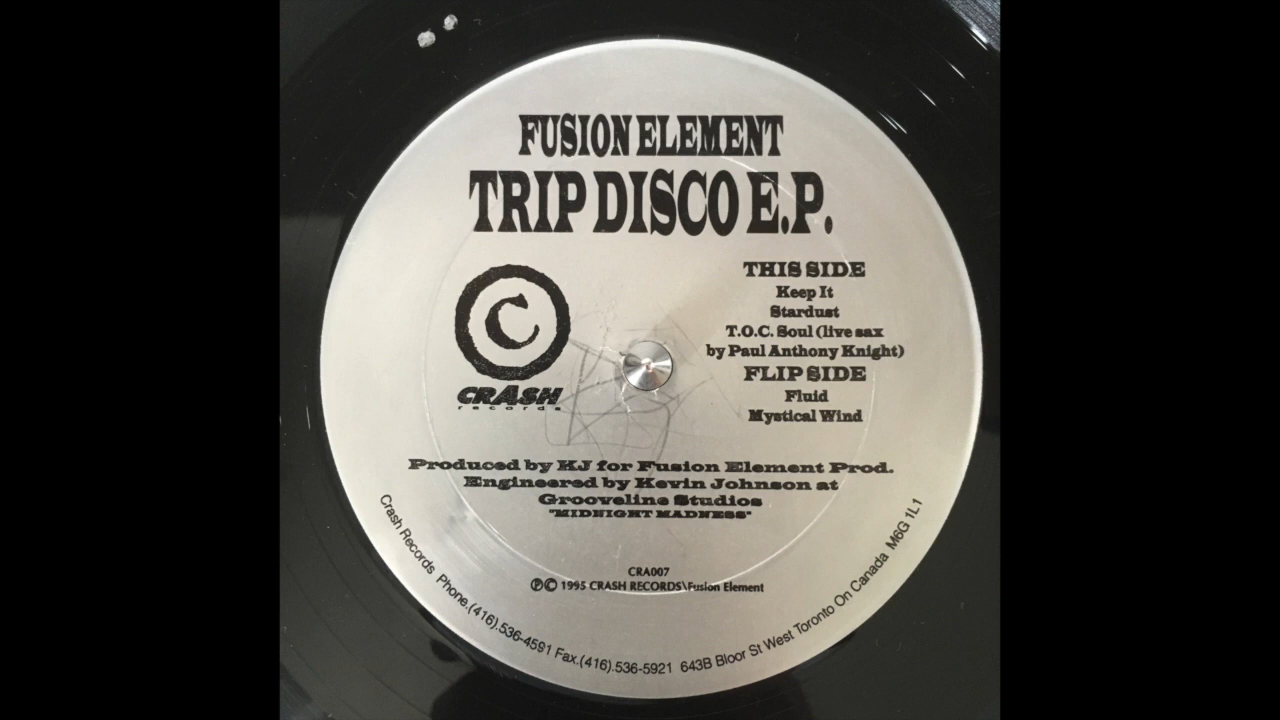 FUSION ELEMENT
TRIP DISCO E.P.
THIS SIDE
Keep It
Stardust
T.O.C. Soul (live sax
by Paul Anthony Knight)
FLIP SIDE
Fluid
Mystical Wind
C
CRASH
records
Produced by KJ for Fusion Element Prod.
Engineered by Kevin Johnson at
Grooveline Studios
"MIDNIGHT MADNESS"
CRA007
℗© 1995 CRASH RECORDS\Fusion Element
Crash Records Phone.(416).536-4591 Fax.(416).536-5921 643B Bloor St West Toronto On Canada M6G 1L1